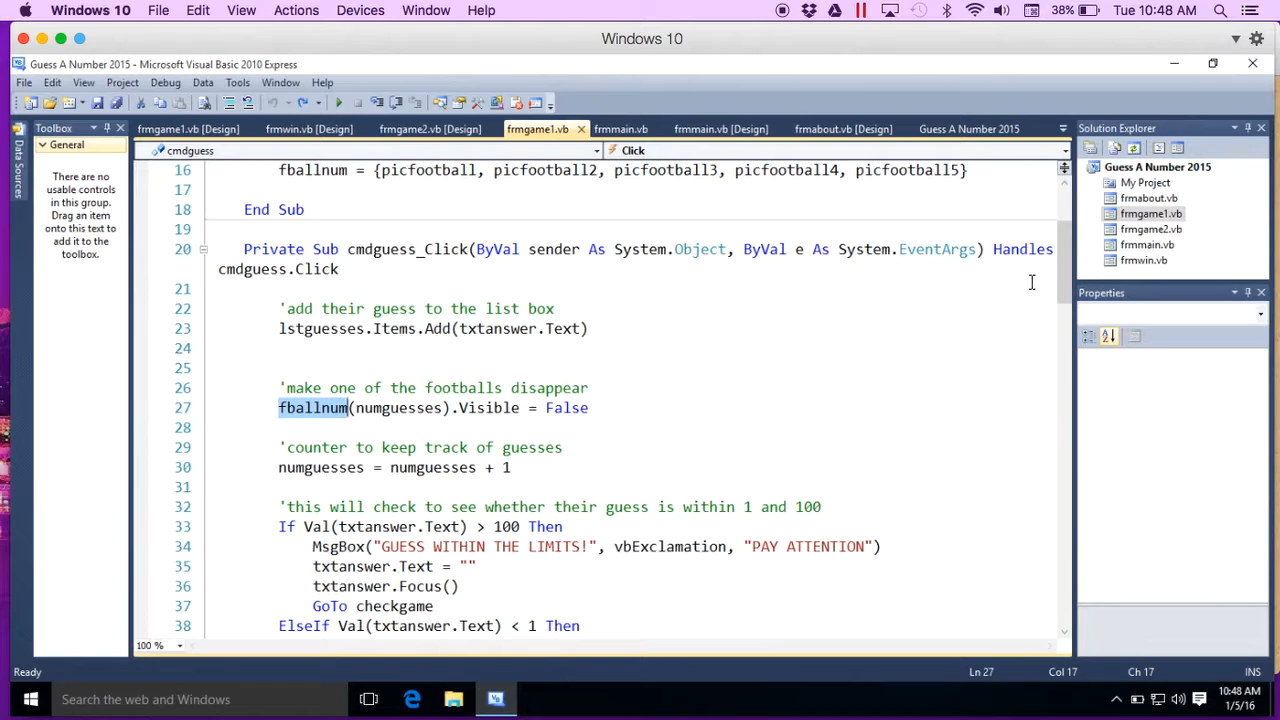 Windows 10 File Edit View Actions Devices Window Help 38% Tue 10:48 AM
Windows 10
Guess A Number 2015 - Microsoft Visual Basic 2010 Express
File Edit View Project Debug Data Tools Window Help
Toolbox
General
There are no
usable controls
in this group.
Drag an item
onto this text to
add it to the
toolbox.
Data Sources
frmgame1.vb [Design] frmwin.vb [Design] frmgame2.vb [Design] frmgame1.vb frmmain.vb frmmain.vb [Design] frmabout.vb [Design] Guess A Number 2015
cmdguess Click
16 fballnum = {picfootball, picfootball2, picfootball3, picfootball4, picfootball5}
17
18 End Sub
19
20 Private Sub cmdguess_Click(ByVal sender As System.Object, ByVal e As System.EventArgs) Handles
cmdguess.Click
21
22 'add their guess to the list box
23 lstguesses.Items.Add(txtanswer.Text)
24
25
26 'make one of the footballs disappear
27 fballnum(numguesses).Visible = False
28
29 'counter to keep track of guesses
30 numguesses = numguesses + 1
31
32 'this will check to see whether their guess is within 1 and 100
33 If Val(txtanswer.Text) > 100 Then
34 MsgBox("GUESS WITHIN THE LIMITS!", vbExclamation, "PAY ATTENTION")
35 txtanswer.Text = ""
36 txtanswer.Focus()
37 GoTo checkgame
38 ElseIf Val(txtanswer.Text) < 1 Then
100 %
Solution Explorer
Guess A Number 2015
My Project
frmabout.vb
frmgame1.vb
frmgame2.vb
frmmain.vb
frmwin.vb
Properties
Ready Ln 27 Col 17 Ch 17 INS
Search the web and Windows
10:48 AM
1/5/16